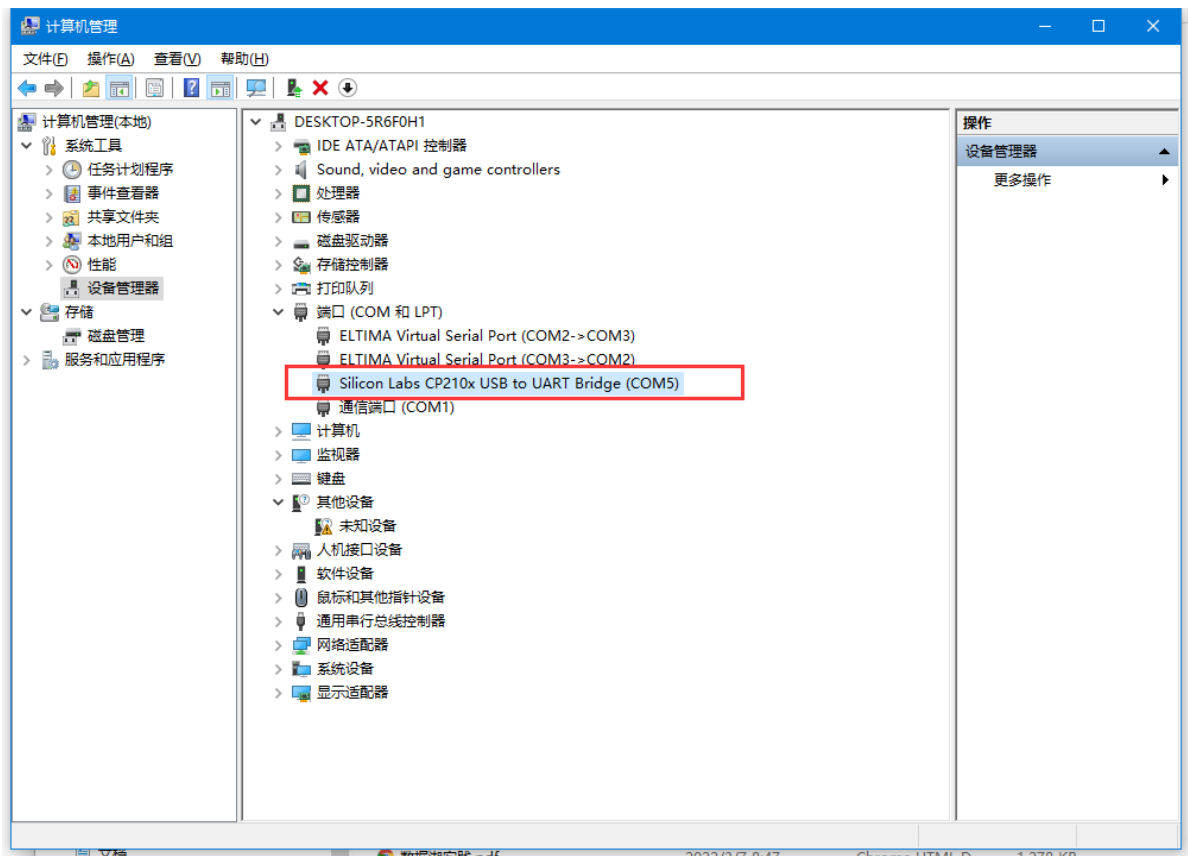 计算机管理
文件(F) 操作(A) 查看(V) 帮助(H)
计算机管理(本地)
系统工具
任务计划程序
事件查看器
共享文件夹
本地用户和组
性能
设备管理器
存储
磁盘管理
服务和应用程序
DESKTOP-5R6F0H1
IDE ATA/ATAPI 控制器
Sound, video and game controllers
处理器
传感器
磁盘驱动器
存储控制器
打印队列
端口 (COM 和 LPT)
ELTIMA Virtual Serial Port (COM2->COM3)
ELTIMA Virtual Serial Port (COM3->COM2)
Silicon Labs CP210x USB to UART Bridge (COM5)
通信端口 (COM1)
计算机
监视器
键盘
其他设备
未知设备
人机接口设备
软件设备
鼠标和其他指针设备
通用串行总线控制器
网络适配器
系统设备
显示适配器
操作
设备管理器
更多操作